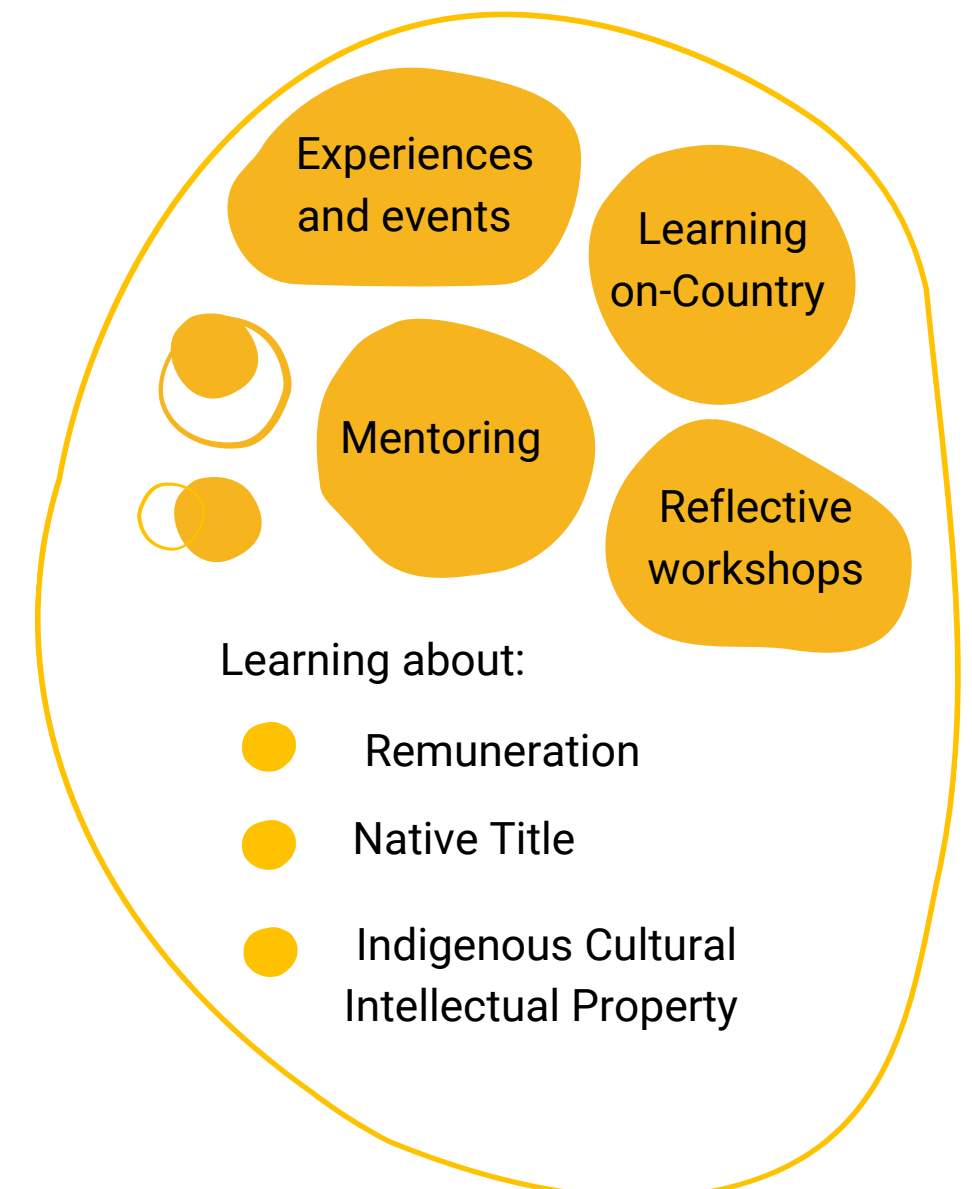 Experiences
and events
Learning
on-Country
Mentoring
Reflective
workshops
Learning about:
Remuneration
Native Title
Indigenous Cultural
Intellectual Property